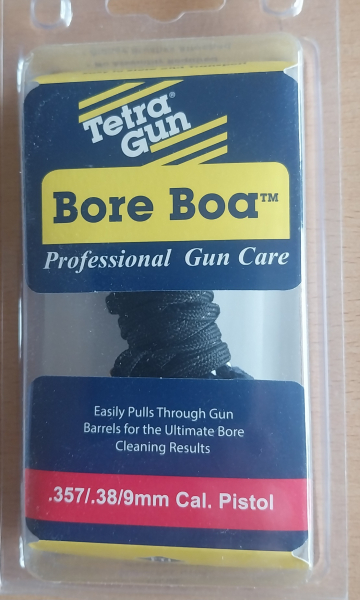 Tetra®
Gun
Bore Boa™
Professional Gun Care
Easily Pulls Through Gun
Barrels for the Ultimate Bore
Cleaning Results
.357/.38/9mm Cal. Pistol